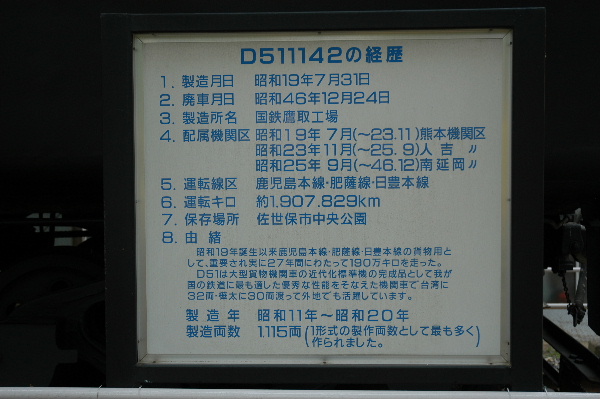 D511142の経歴
1. 製造月日 昭和19年7月31日
2. 廃車月日 昭和46年12月24日
3. 製造所名 国鉄鷹取工場
4. 配属機関区 昭和19年 7月(~23.11)熊本機関区
昭和23年11月(~25. 9)人吉 〃
昭和25年 9月(~46.12)南延岡〃
5. 運転線区 鹿児島本線・肥薩線・日豊本線
6. 運転キロ 約1,907,829km
7. 保存場所 佐世保市中央公園
8. 由緒
昭和19年誕生以来鹿児島本線・肥薩線・日豊本線の貨物用と
して、重要され実に27年間にわたって190万キロを走った。
D51は大型貨物機関車の近代化標準機の完成品として我が
国の鉄道に最も適した優秀な性能をそなえた機関車で台湾に
32両・樺太に30両渡って外地でも活躍しています。
製造年 昭和11年~昭和20年
製造両数 1,115両(1形式の製作両数として最も多く
作られました。)